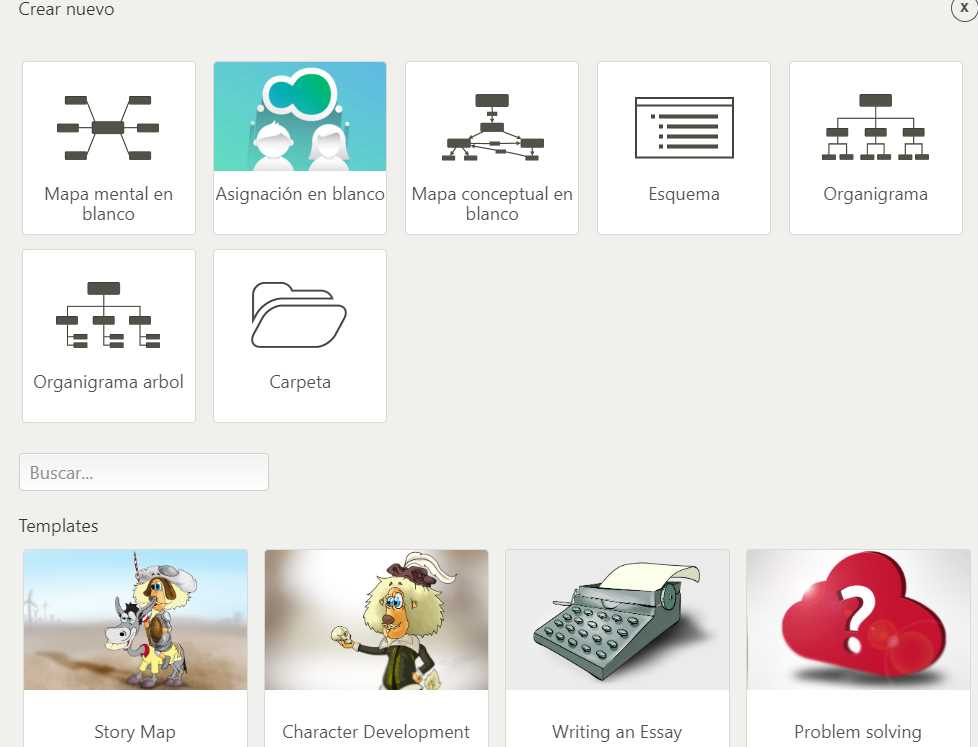 Crear nuevo
x
Mapa mental en
blanco
Asignación en blanco
Mapa conceptual en
blanco
Esquema
Organigrama
Organigrama arbol
Carpeta
Buscar...
Templates
?
Story Map
Character Development
Writing an Essay
Problem solving